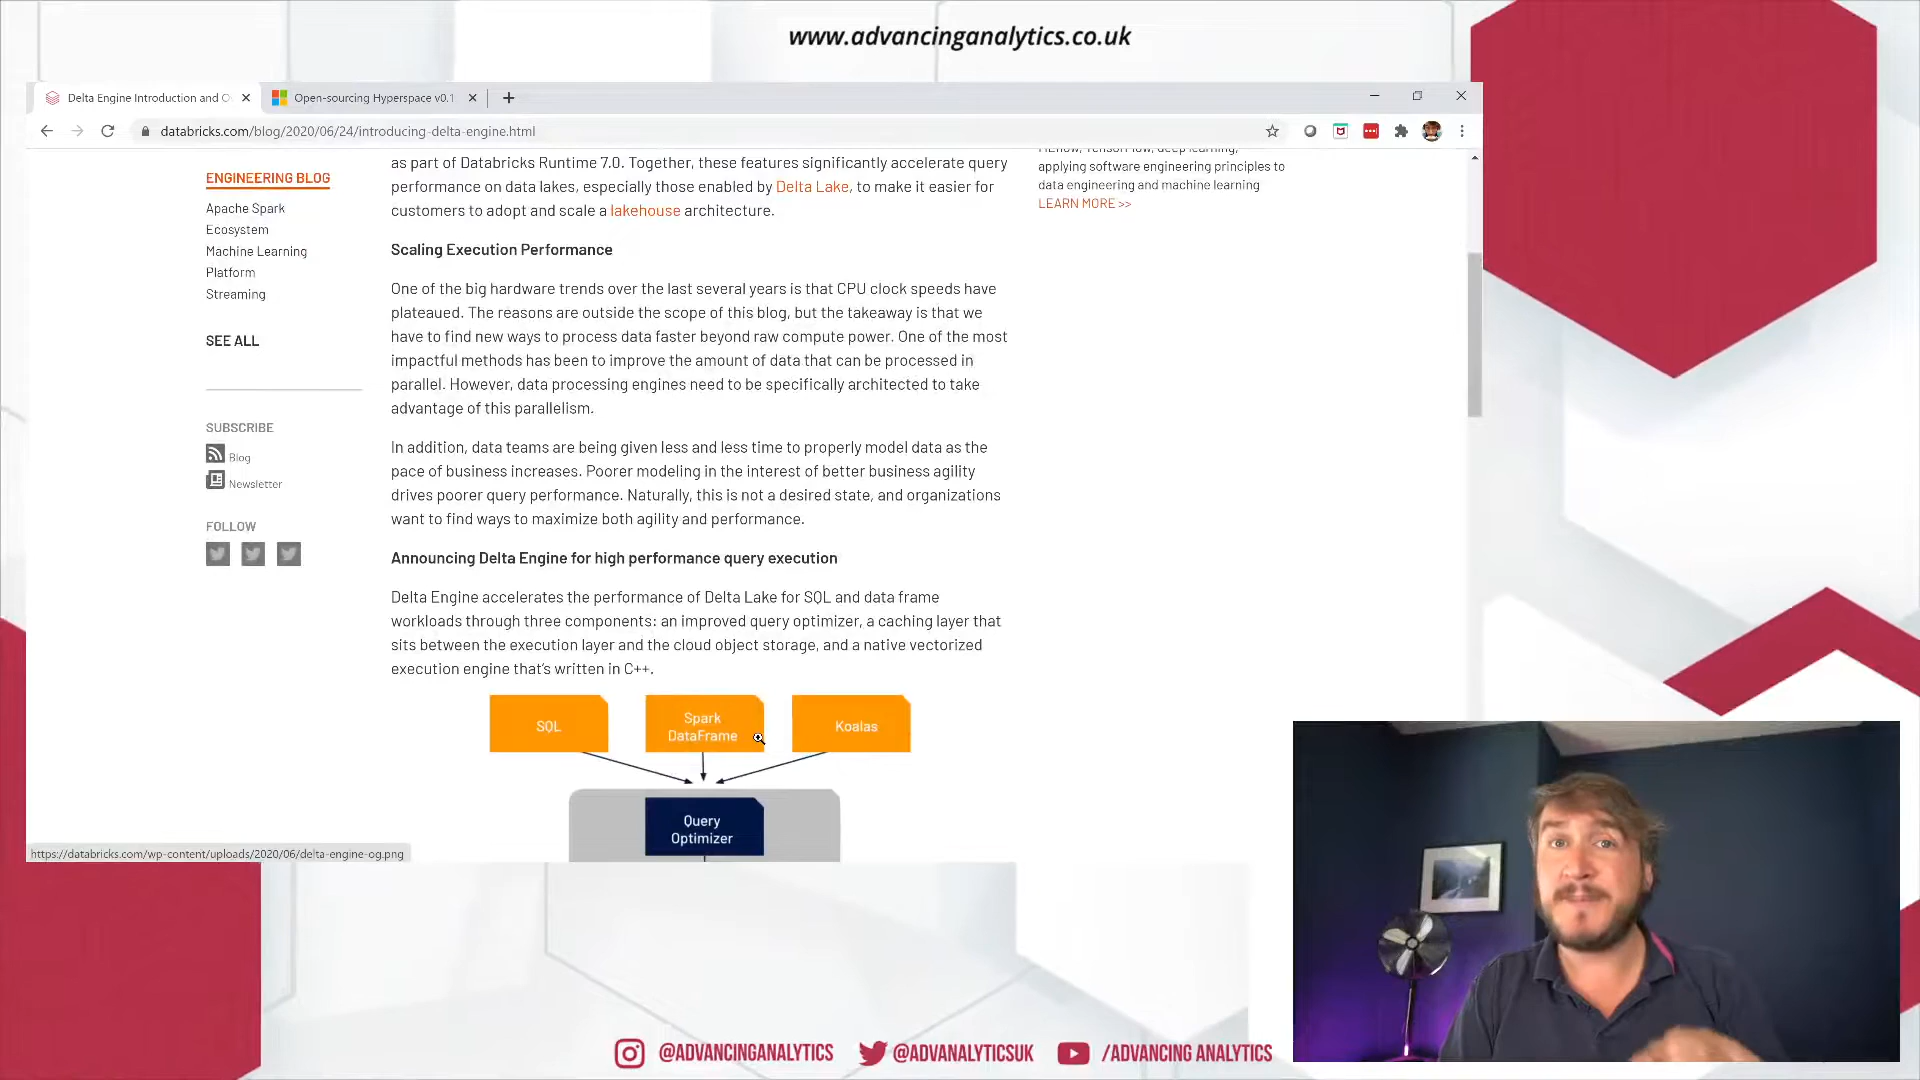 www.advancinganalytics.co.uk
Delta Engine Introduction and O
Open-sourcing Hyperspace v0.1
databricks.com/blog/2020/06/24/introducing-delta-engine.html
ENGINEERING BLOG
Apache Spark
Ecosystem
Machine Learning
Platform
Streaming
SEE ALL
SUBSCRIBE
Blog
Newsletter
FOLLOW
as part of Databricks Runtime 7.0. Together, these features significantly accelerate query
performance on data lakes, especially those enabled by Delta Lake, to make it easier for
customers to adopt and scale a lakehouse architecture.
Scaling Execution Performance
One of the big hardware trends over the last several years is that CPU clock speeds have
plateaued. The reasons are outside the scope of this blog, but the takeaway is that we
have to find new ways to process data faster beyond raw compute power. One of the most
impactful methods has been to improve the amount of data that can be processed in
parallel. However, data processing engines need to be specifically architected to take
advantage of this parallelism.
In addition, data teams are being given less and less time to properly model data as the
pace of business increases. Poorer modeling in the interest of better business agility
drives poorer query performance. Naturally, this is not a desired state, and organizations
want to find ways to maximize both agility and performance.
Announcing Delta Engine for high performance query execution
Delta Engine accelerates the performance of Delta Lake for SQL and data frame
workloads through three components: an improved query optimizer, a caching layer that
sits between the execution layer and the cloud object storage, and a native vectorized
execution engine that's written in C++.
SQL
Spark
DataFrame
Koalas
Query
Optimizer
MLflow, TensorFlow, deep learning,
applying software engineering principles to
data engineering and machine learning
LEARN MORE >>
https://databricks.com/wp-content/uploads/2020/06/delta-engine-og.png
@ADVANCINGANALYTICS
@ADVANALYTICSUK
/ADVANCING ANALYTICS